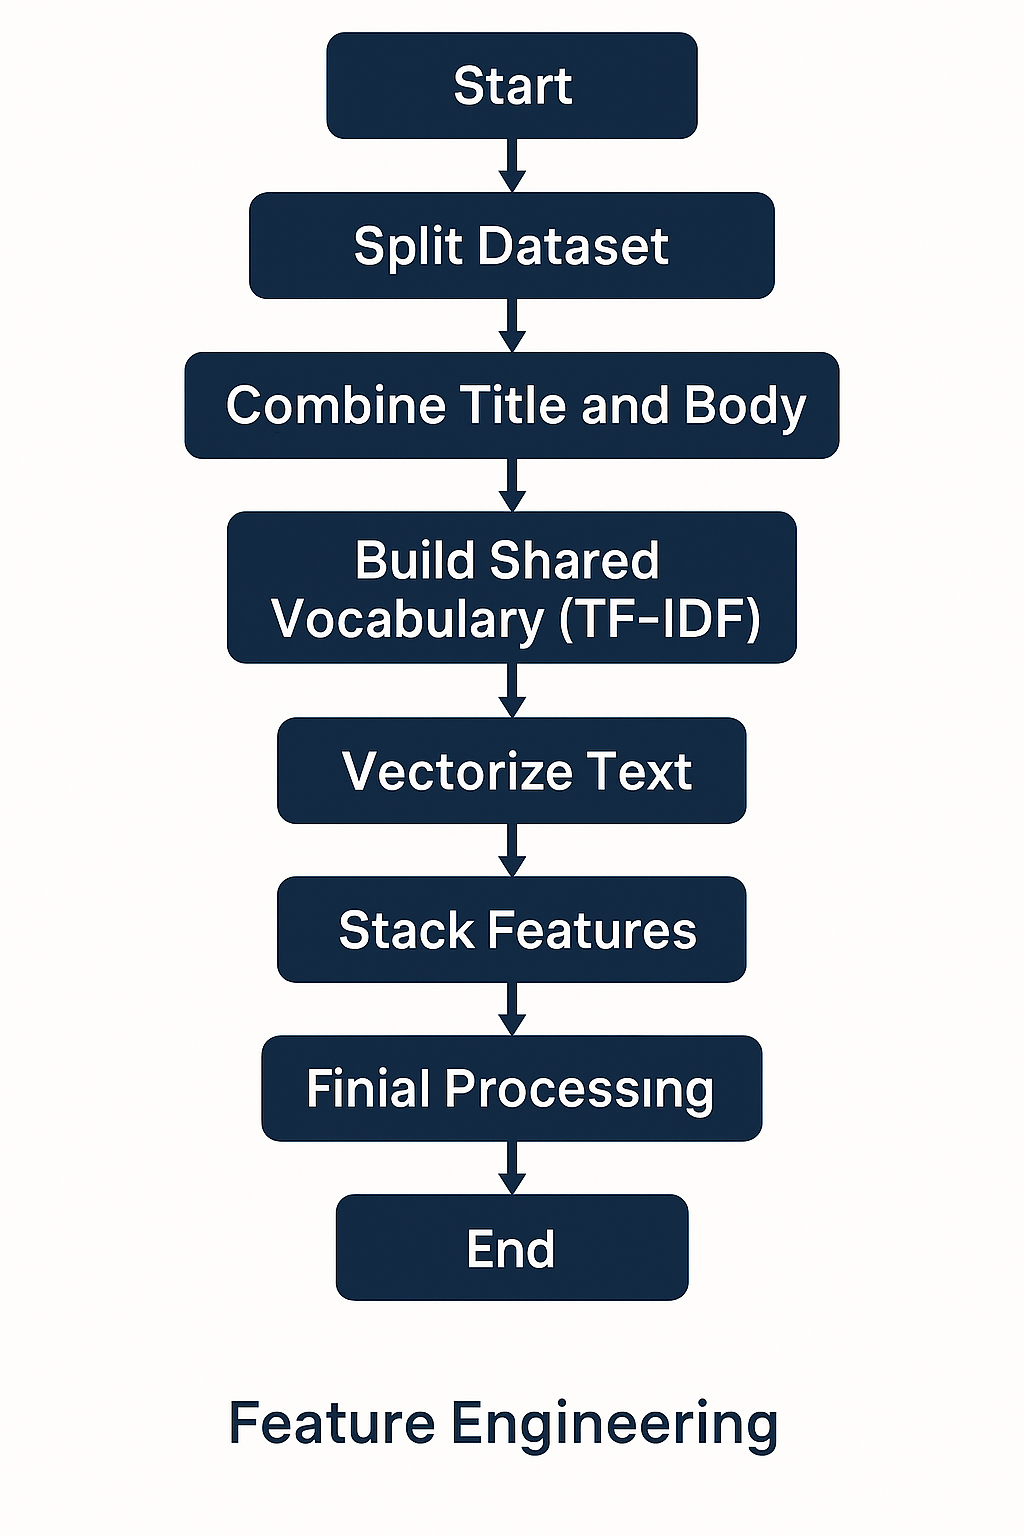 Start
Split Dataset
Combine Title and Body
Build Shared
Vocabulary (TF-IDF)
Vectorize Text
Stack Features
Finial Processıng
End
Feature Engineering